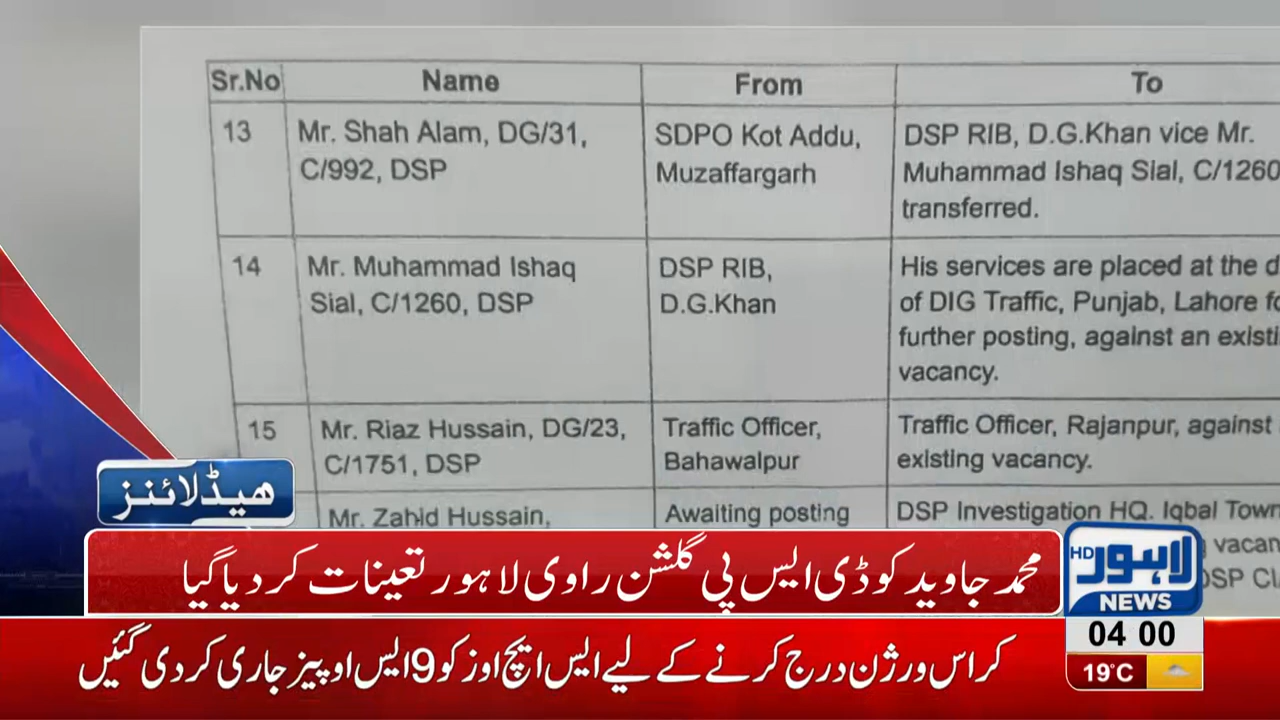 Sr.No Name From To
13 Mr. Shah Alam, DG/31, C/992, DSP SDPO Kot Addu, Muzaffargarh DSP RIB, D.G.Khan vice Mr. Muhammad Ishaq Sial, C/1260 transferred.
14 Mr. Muhammad Ishaq Sial, C/1260, DSP DSP RIB, D.G.Khan His services are placed at the d of DIG Traffic, Punjab, Lahore fo further posting, against an existi vacancy.
15 Mr. Riaz Hussain, DG/23, C/1751, DSP Traffic Officer, Bahawalpur Traffic Officer, Rajanpur, against existing vacancy.
Mr. Zahid Hussain, Awaiting posting DSP Investigation HQ. Iqbal Town vacan DSP Cl
ہیڈلائنز
محمد جاوید کو ڈی ایس پی گلشن راوی لاہور تعینات کر دیا گیا
لاہور HD
NEWS
04 00
19°C
کراس ورژن درج کرنے کے لیے ایس ایچ اوز کو 9 ایس او پیز جاری کر دی گئیں